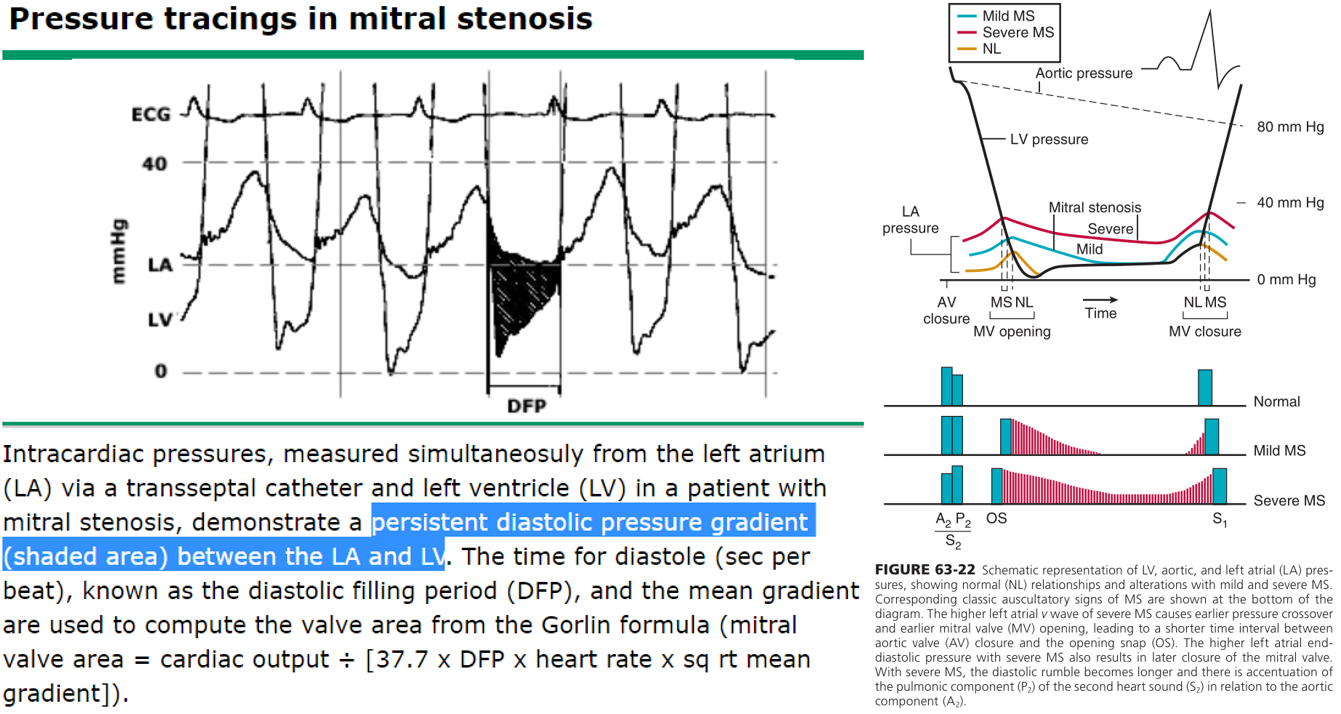 Pressure tracings in mitral stenosis
ECG
40
mmHg
LA
LV
0
DFP
Intracardiac pressures, measured simultaneosuly from the left atrium
(LA) via a transseptal catheter and left ventricle (LV) in a patient with
mitral stenosis, demonstrate a persistent diastolic pressure gradient
(shaded area) between the LA and LV. The time for diastole (sec per
beat), known as the diastolic filling period (DFP), and the mean gradient
are used to compute the valve area from the Gorlin formula (mitral
valve area = cardiac output ÷ [37.7 x DFP x heart rate x sq rt mean
gradient]).
Mild MS
Severe MS
NL
Aortic pressure
80 mm Hg
LV pressure
40 mm Hg
LA
pressure
Mitral stenosis
Severe
Mild
0 mm Hg
AV
closure
MS NL
MV opening
Time
NL MS
MV closure
Normal
Mild MS
Severe MS
A2 P2
S2
OS
S1
FIGURE 63-22 Schematic representation of LV, aortic, and left atrial (LA) pres-
sures, showing normal (NL) relationships and alterations with mild and severe MS.
Corresponding classic auscultatory signs of MS are shown at the bottom of the
diagram. The higher left atrial v wave of severe MS causes earlier pressure crossover
and earlier mitral valve (MV) opening, leading to a shorter time interval between
aortic valve (AV) closure and the opening snap (OS). The higher left atrial end-
diastolic pressure with severe MS also results in later closure of the mitral valve.
With severe MS, the diastolic rumble becomes longer and there is accentuation of
the pulmonic component (P2) of the second heart sound (S2) in relation to the aortic
component (A2).